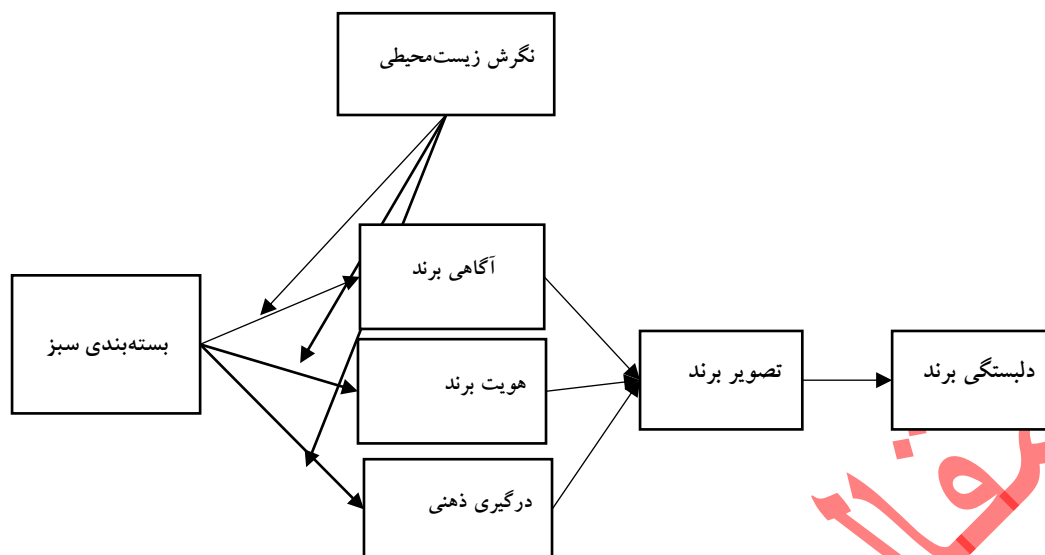 نگرش زیست‌محیطی
آگاهی برند
بسته‌بندی سبز
هویت برند
تصویر برند
دلبستگی برند
درگیری ذهنی